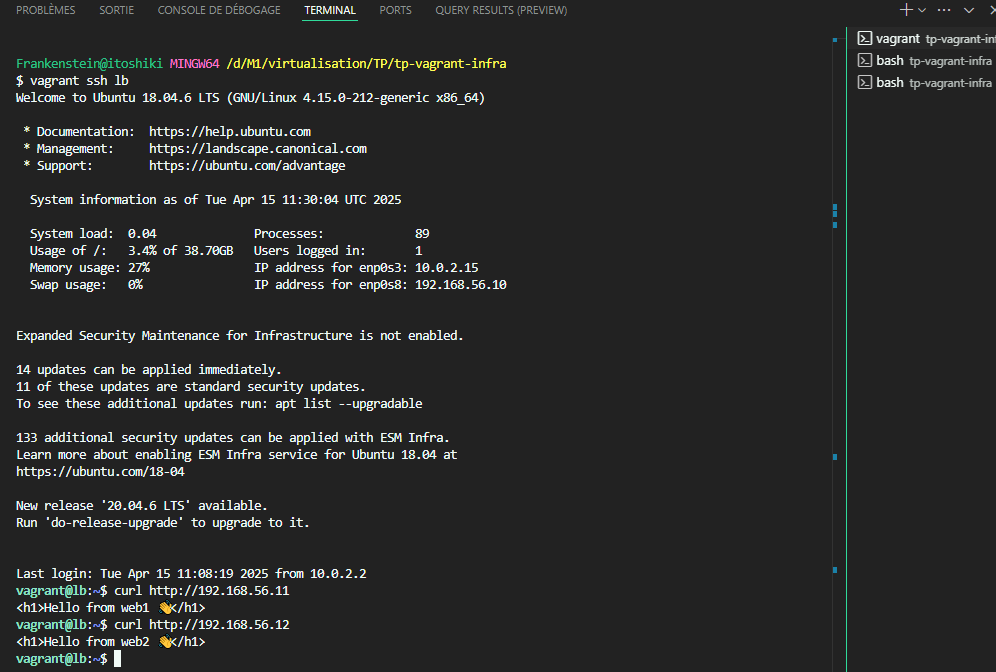 PROBLÈMES SORTIE CONSOLE DE DÉBOGAGE TERMINAL PORTS QUERY RESULTS (PREVIEW)
vagrant tp-vagrant-inf
bash tp-vagrant-infra
bash tp-vagrant-infra
Frankenstein@itoshiki MINGW64 /d/M1/virtualisation/TP/tp-vagrant-infra
$ vagrant ssh lb
Welcome to Ubuntu 18.04.6 LTS (GNU/Linux 4.15.0-212-generic x86_64)
* Documentation: https://help.ubuntu.com
* Management: https://landscape.canonical.com
* Support: https://ubuntu.com/advantage
System information as of Tue Apr 15 11:30:04 UTC 2025
System load: 0.04 Processes: 89
Usage of /: 3.4% of 38.70GB Users logged in: 1
Memory usage: 27% IP address for enp0s3: 10.0.2.15
Swap usage: 0% IP address for enp0s8: 192.168.56.10
Expanded Security Maintenance for Infrastructure is not enabled.
14 updates can be applied immediately.
11 of these updates are standard security updates.
To see these additional updates run: apt list --upgradable
133 additional security updates can be applied with ESM Infra.
Learn more about enabling ESM Infra service for Ubuntu 18.04 at
https://ubuntu.com/18-04
New release '20.04.6 LTS' available.
Run 'do-release-upgrade' to upgrade to it.
Last login: Tue Apr 15 11:08:19 2025 from 10.0.2.2
vagrant@lb:~$ curl http://192.168.56.11
<h1>Hello from web1 👋</h1>
vagrant@lb:~$ curl http://192.168.56.12
<h1>Hello from web2 👋</h1>
vagrant@lb:~$